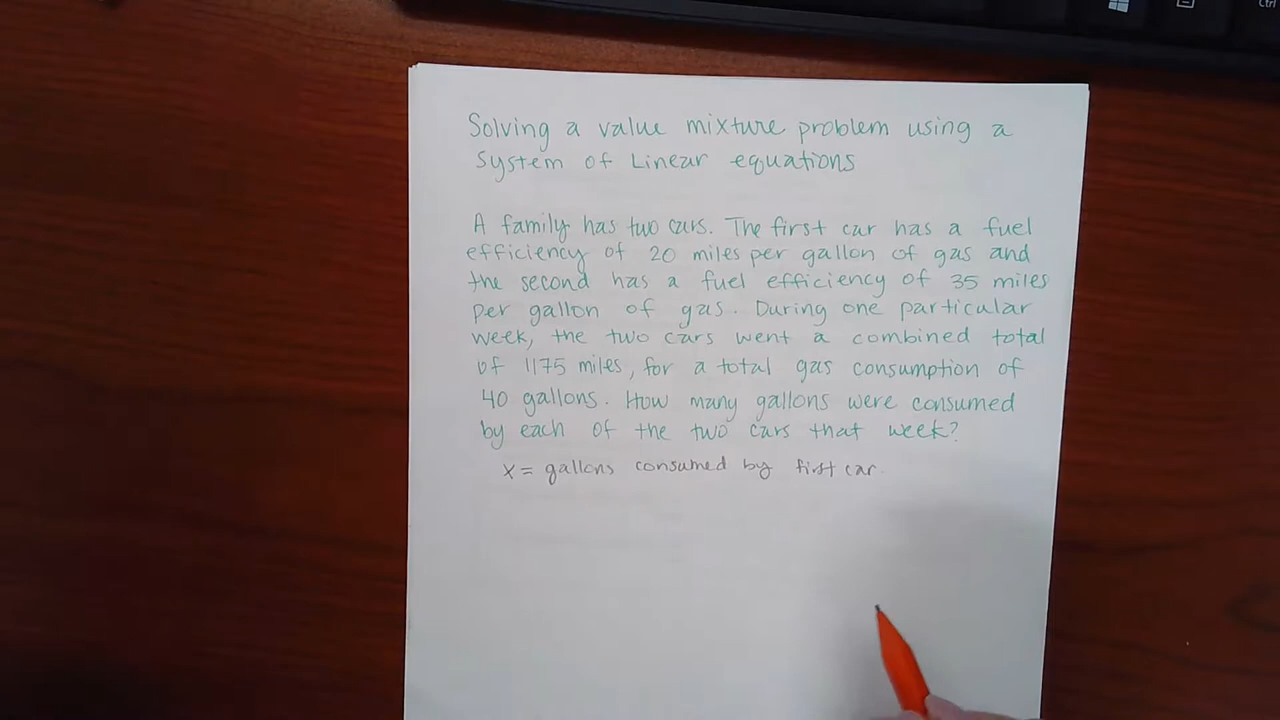 Ctrl
Solving a value mixture problem using a
System of Linear equations
A family has two cars. The first car has a fuel
efficiency of 20 miles per gallon of gas and
the second has a fuel efficiency of 35 miles
per gallon of gas. During one particular
week, the two cars went a combined total
of 1175 miles, for a total gas consumption of
40 gallons. How many gallons were consumed
by each of the two cars that week?
x = gallons consumed by first car